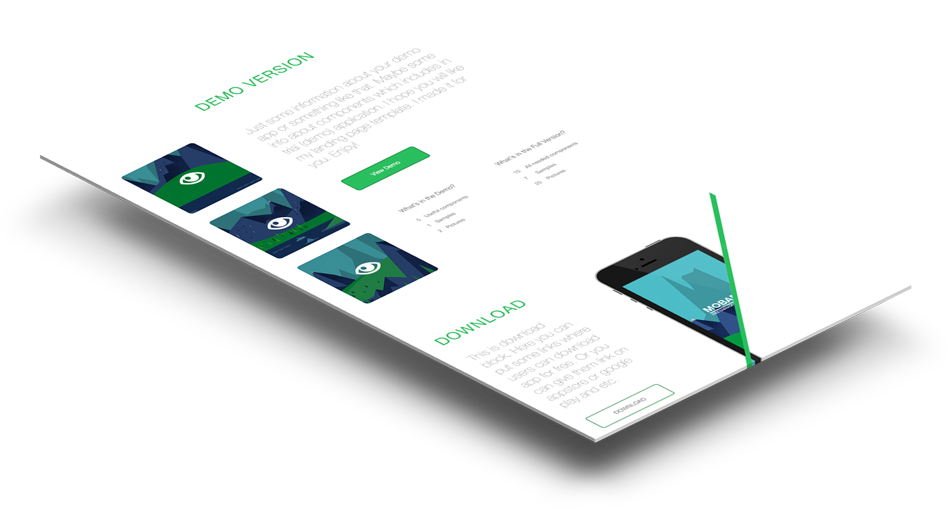 DEMO VERSION
Just some information about your demo
app or something like that. Maybe some
info about components which includes in
trial (demo) application. I hope you will like
my landing page template. I made it for
you. Enjoy!
View Demo
What's in the Demo?
5 Useful components
1 Samples
2 Pictures
What's in the Full Version?
10 All needed components
7 Samples
25 Pictures
DOWNLOAD
This is download
block. Here you can
put some links where
users can download
app for free. Or you
can give them link on
appstore or google
play and etc.
DOWNLOAD